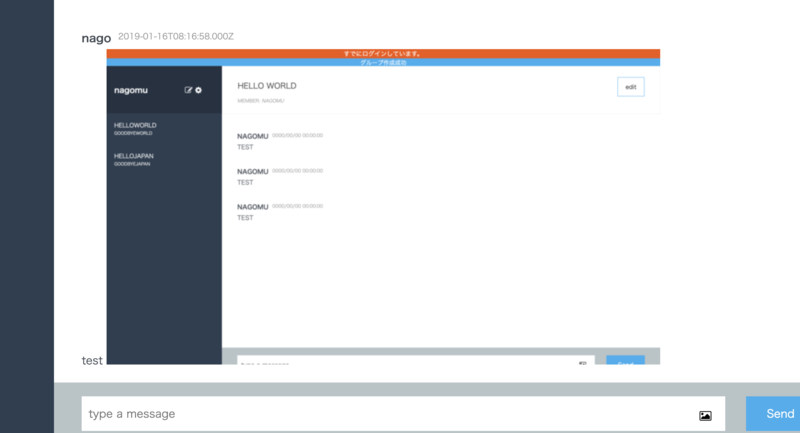 nago 2019-01-16T08:16:58.000Z
すでにログインしています。
グループ作成成功
nagomu
HELLO WORLD
edit
MEMBER: NAGOMU
HELLOWORLD
GOODBYEWORLD
HELLOJAPAN
GOODBYEJAPAN
NAGOMU 0000/00/00 00:00:00
TEST
NAGOMU 0000/00/00 00:00:00
TEST
NAGOMU 0000/00/00 00:00:00
TEST
type a message
Send
test
type a message
Send